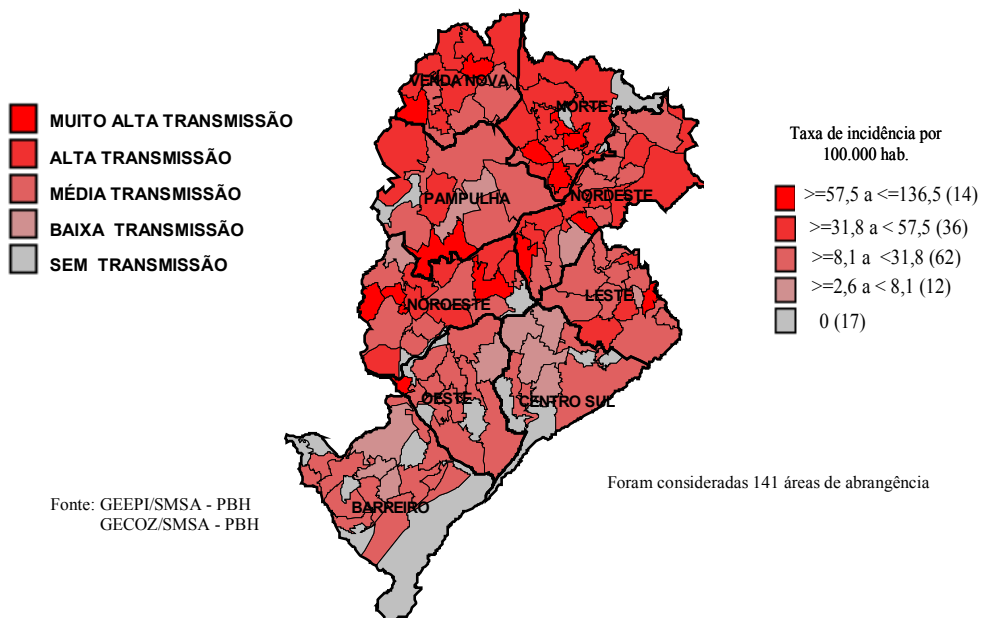 MUITO ALTA TRANSMISSÃO
ALTA TRANSMISSÃO
MÉDIA TRANSMISSÃO
BAIXA TRANSMISSÃO
SEM TRANSMISSÃO
VENDA NOVA
NORTE
NORDESTE
PAMPULHA
NOROESTE
LESTE
OESTE
CENTRO SUL
BARREIRO
Taxa de incidência por
100.000 hab.
>=57,5 a <=136,5 (14)
>=31,8 a < 57,5 (36)
>=8,1 a <31,8 (62)
>=2,6 a < 8,1 (12)
0 (17)
Foram consideradas 141 áreas de abrangência
Fonte: GEEPI/SMSA - PBH
GECOZ/SMSA - PBH